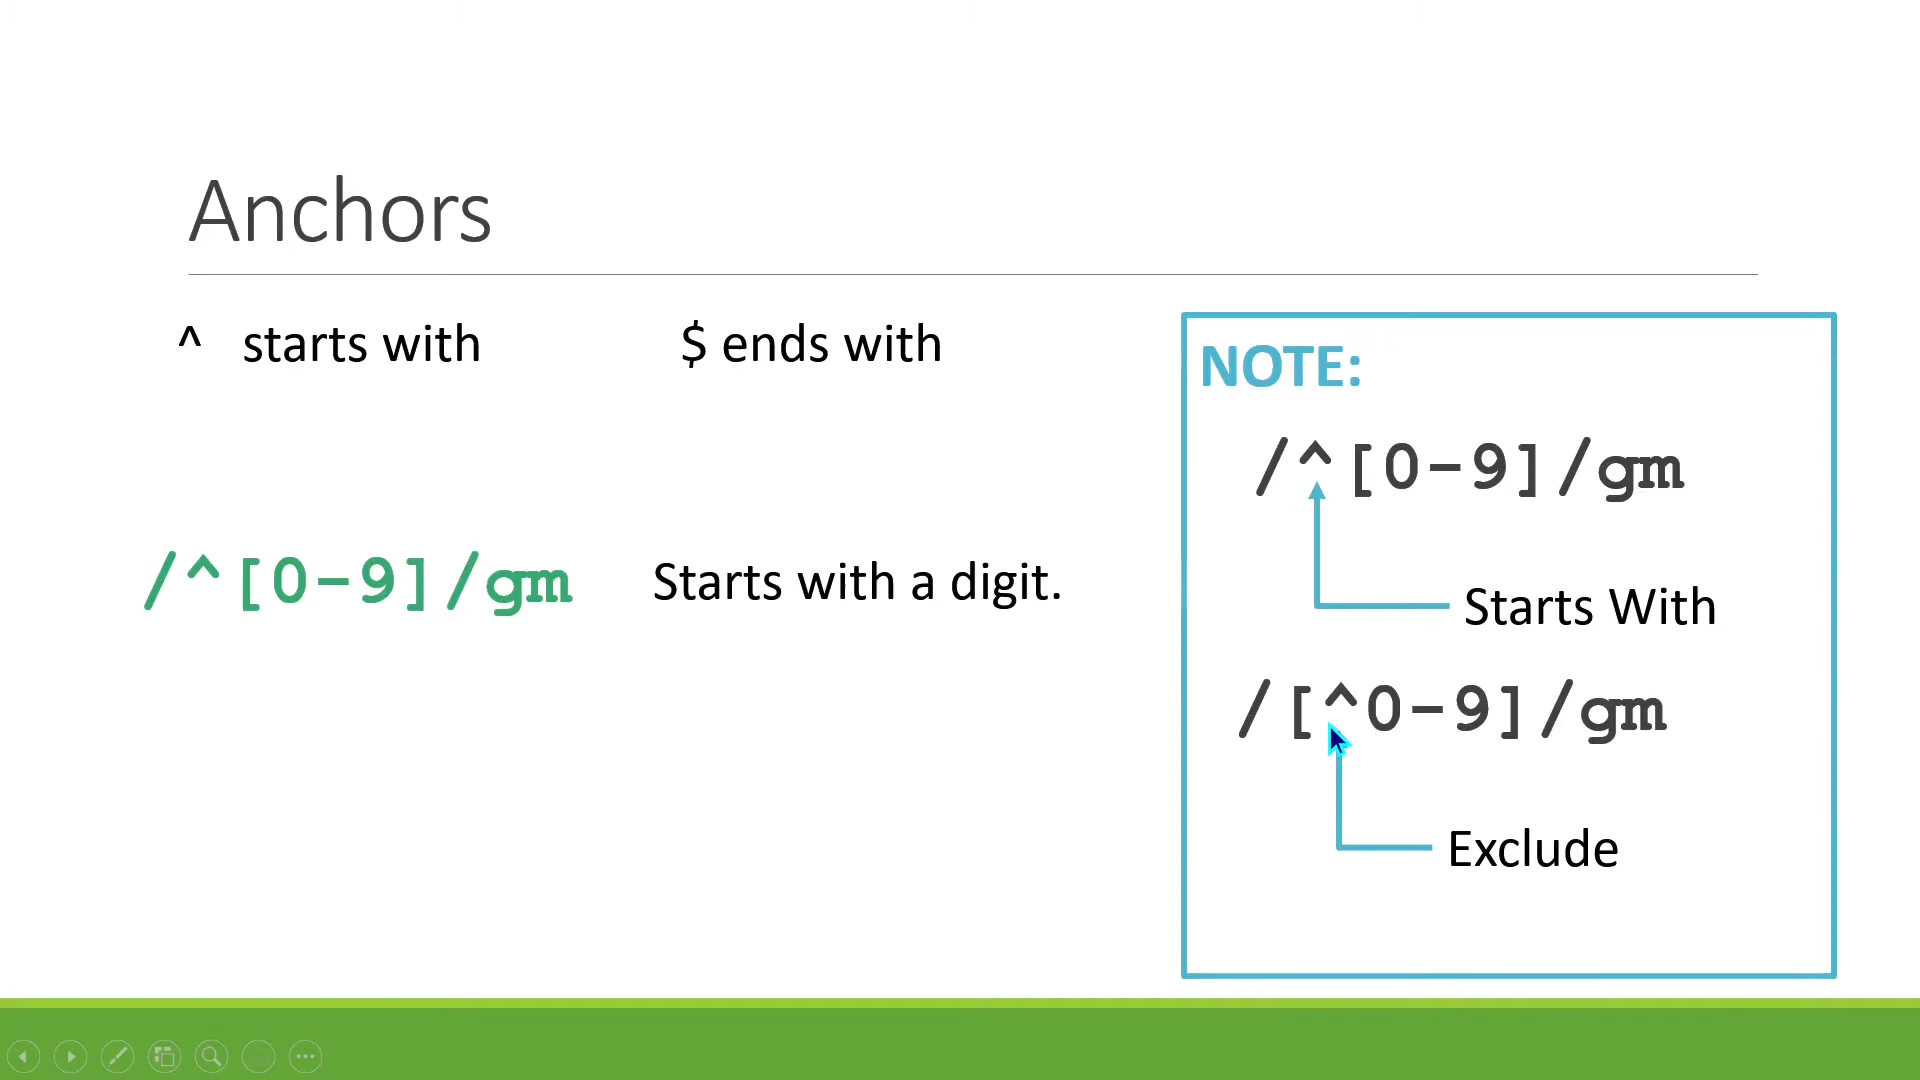 Anchors
^ starts with
$ ends with
/^[0-9]/gm
Starts with a digit.
NOTE:
/^[0-9]/gm
Starts With
/[^0-9]/gm
Exclude